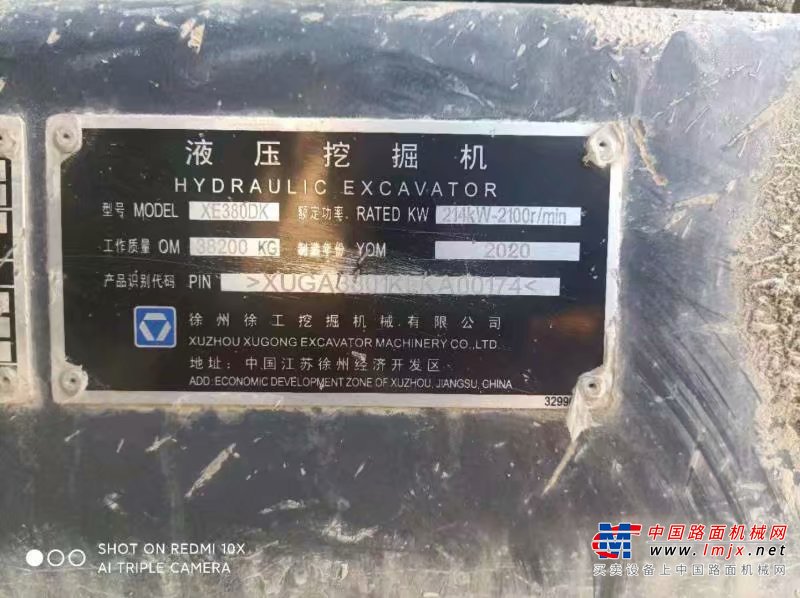 液压挖掘机
HYDRAULIC EXCAVATOR
型号 MODEL XE380DK 额定功率 RATED KW 214kW-2100r/min
工作质量 OM 38200 KG 制造年份 YOM 2020
产品识别代码 PIN
徐州徐工挖掘机械有限公司
XUZHOU XUGONG EXCAVATOR MACHINERY CO.,LTD.
地址：中国江苏徐州经济开发区
ADD:ECONOMIC DEVELOPMENT ZONE OF XUZHOU, JIANGSU, CHINA
SHOT ON REDMI 10X
AI TRIPLE CAMERA
中国路面机械网
www.lmjx.net
买卖设备上中国路面机械网